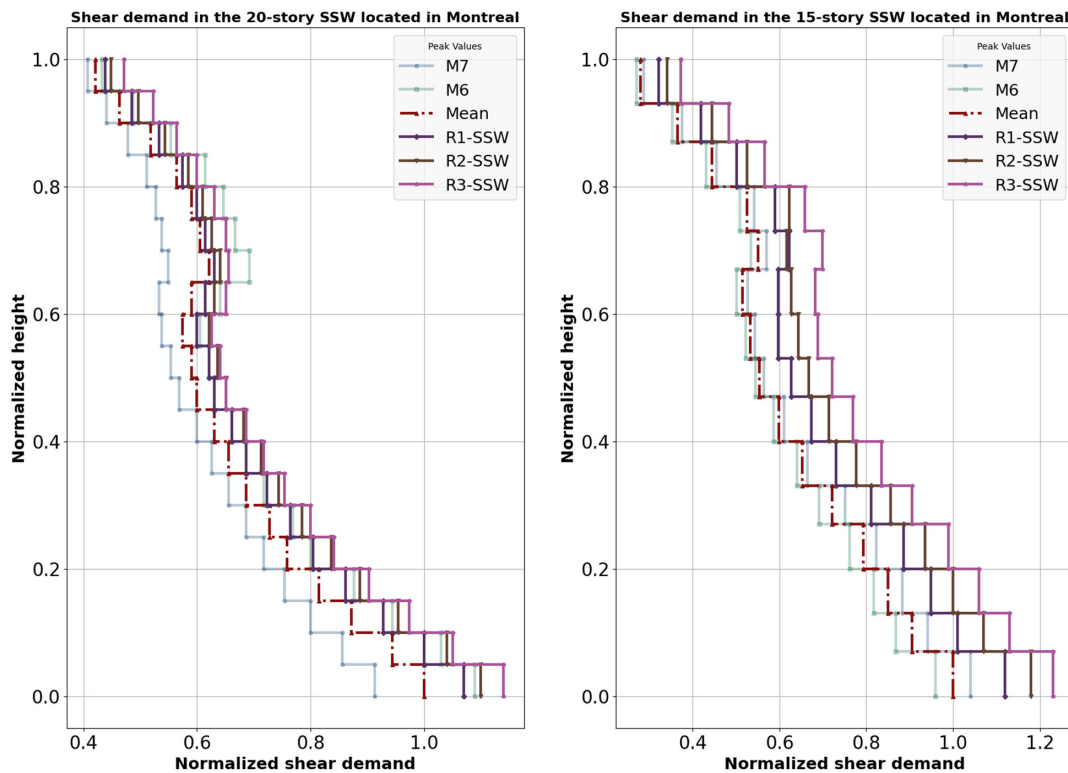 Shear demand in the 20-story SSW located in Montreal
Peak Values
M7
M6
Mean
R1-SSW
R2-SSW
R3-SSW
1.0
0.8
0.6
0.4
0.2
0.0
Normalized height
0.4 0.6 0.8 1.0
Normalized shear demand
Shear demand in the 15-story SSW located in Montreal
Peak Values
M7
M6
Mean
R1-SSW
R2-SSW
R3-SSW
1.0
0.8
0.6
0.4
0.2
0.0
Normalized height
0.4 0.6 0.8 1.0 1.2
Normalized shear demand